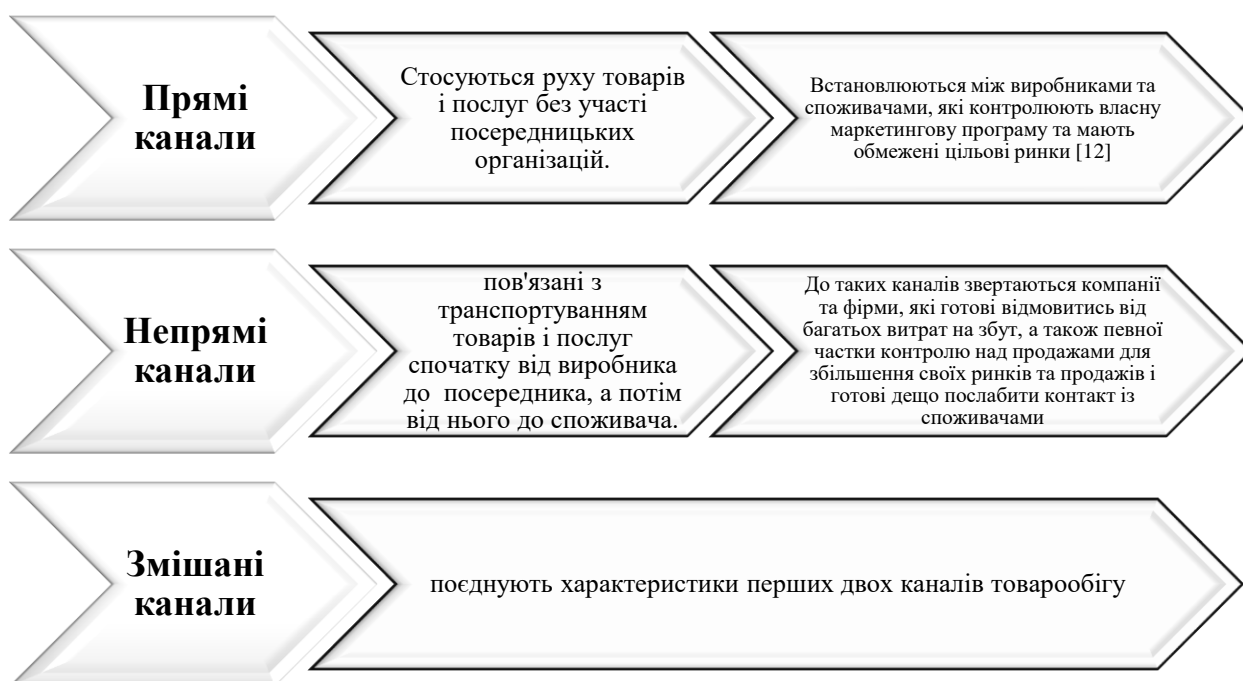 Прямі
канали
Стосуються руху товарів
і послуг без участі
посередницьких
організацій.
Встановлюються між виробниками та
споживачами, які контролюють власну
маркетингову програму та мають
обмежені цільові ринки [12]
Непрямі
канали
пов'язані з
транспортуванням
товарів і послуг
спочатку від виробника
до посередника, а потім
від нього до споживача.
До таких каналів звертаються компанії
та фірми, які готові відмовитись від
багатьох витрат на збут, а також певної
частки контролю над продажами для
збільшення своїх ринків та продажів і
готові дещо послабити контакт із
споживачами
Змішані
канали
поєднують характеристики перших двох каналів товарообігу